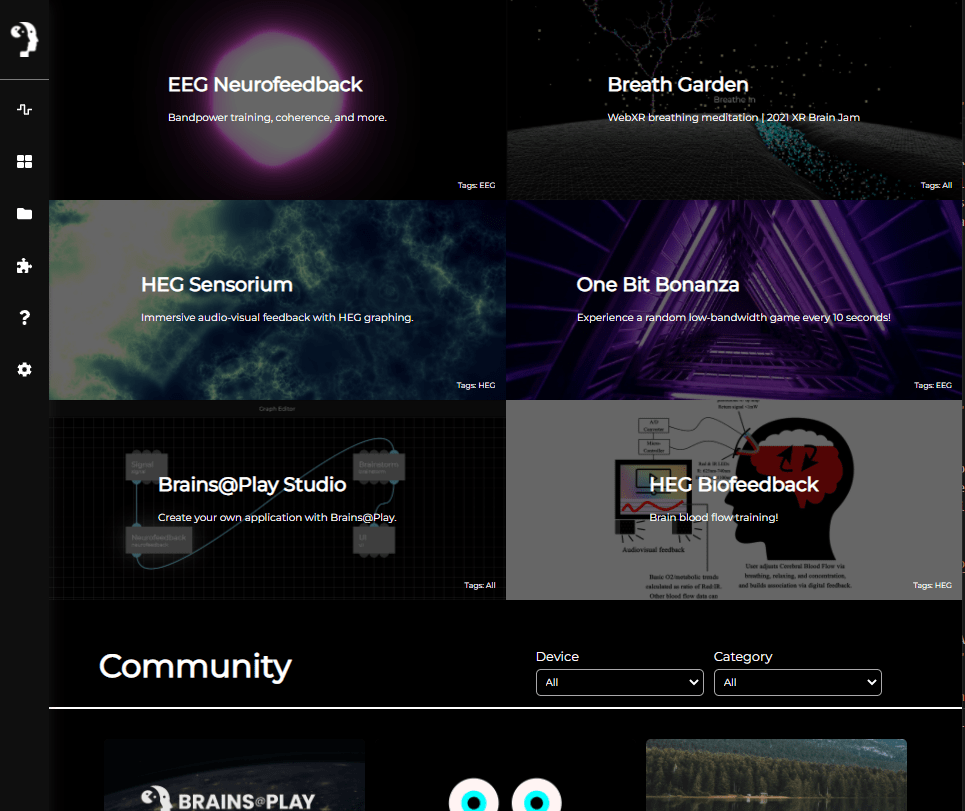 EEG Neurofeedback
Bandpower training, coherence, and more.
Tags: EEG
Breath Garden
Breathe In
WebXR breathing meditation | 2021 XR Brain Jam
Tags: All
HEG Sensorium
Immersive audio-visual feedback with HEG graphing.
Tags: HEG
One Bit Bonanza
Experience a random low-bandwidth game every 10 seconds!
Tags: EEG
Graph Editor
Signal
signal
Brainstorm
brainstorm
Brains@Play Studio
Create your own application with Brains@Play.
Neurofeedback
neurofeedback
UI
ui
Tags: All
A/D
Converter
Micro
Controller
HEG Biofeedback
Brain blood flow training!
Audiovisual feedback
User adjusts Cerebral Blood Flow via
breathing, relaxing, and concentration,
and builds association via digital feedback.
Basic O2/metabolic trends
calculated as ratio of Red:IR.
Other blood flow data can
Tags: HEG
Community
Device
All
Category
All
BRAINS@PLAY